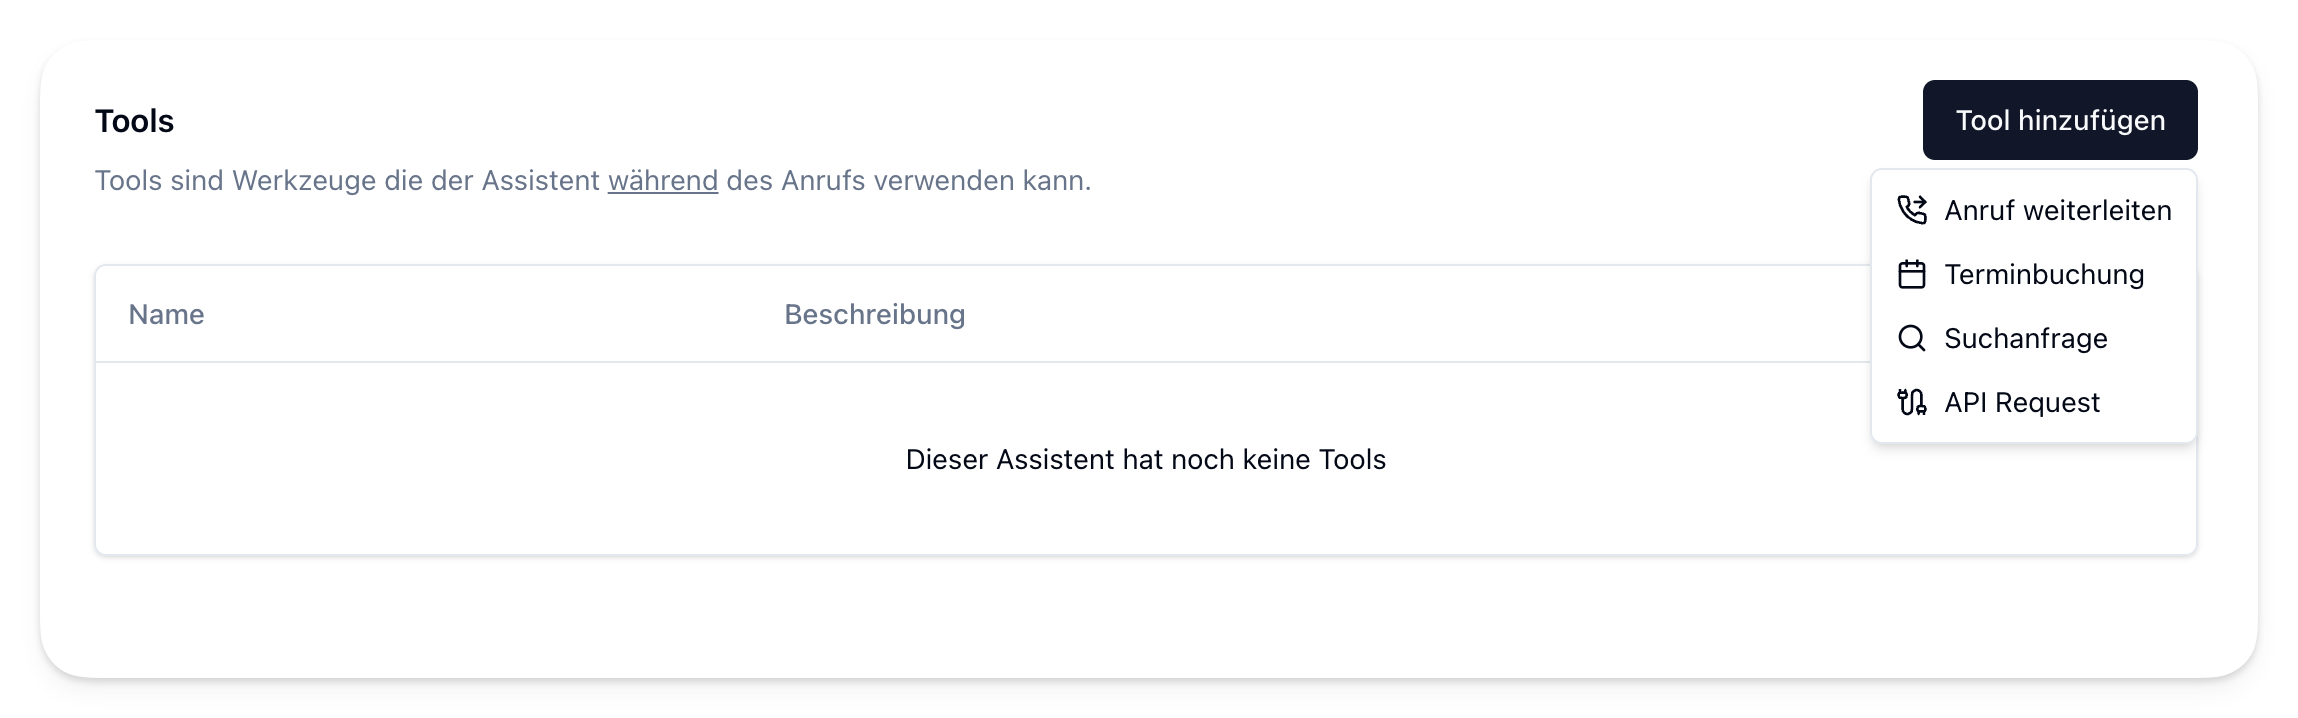 Tools
Tool hinzufügen
Tools sind Werkzeuge die der Assistent während des Anrufs verwenden kann.
Anruf weiterleiten
Terminbuchung
Suchanfrage
API Request
Name
Beschreibung
Dieser Assistent hat noch keine Tools